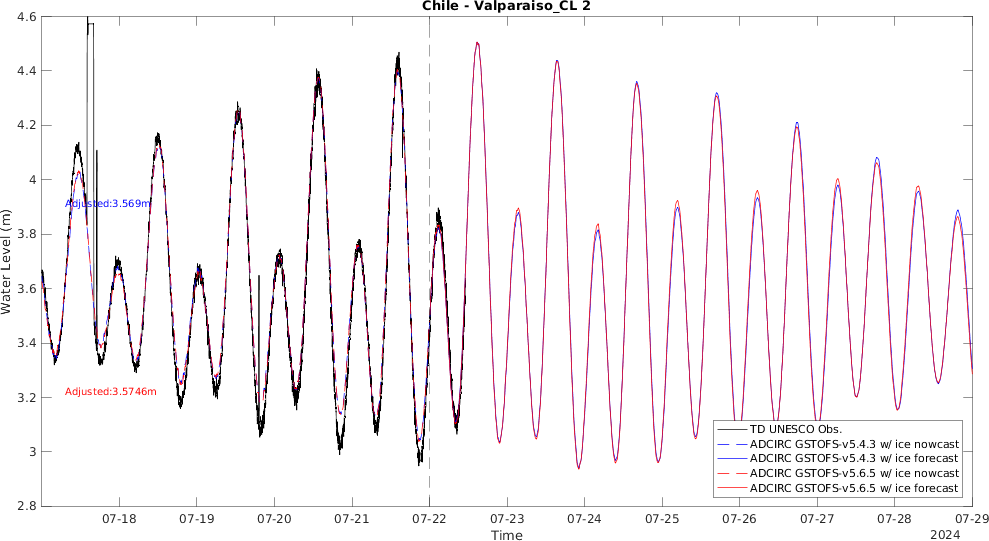 Chile - Valparaiso_CL 2
4.6
4.4
4.2
4
3.8
3.6
3.4
3.2
3
2.8
Water Level (m)
Adjusted:3.569m
Adjusted:3.5746m
TD UNESCO Obs.
ADCIRC GSTOFS-v5.4.3 w/ ice nowcast
ADCIRC GSTOFS-v5.4.3 w/ ice forecast
ADCIRC GSTOFS-v5.6.5 w/ ice nowcast
ADCIRC GSTOFS-v5.6.5 w/ ice forecast
07-18 07-19 07-20 07-21 07-22 07-23 07-24 07-25 07-26 07-27 07-28 07-29
Time
2024